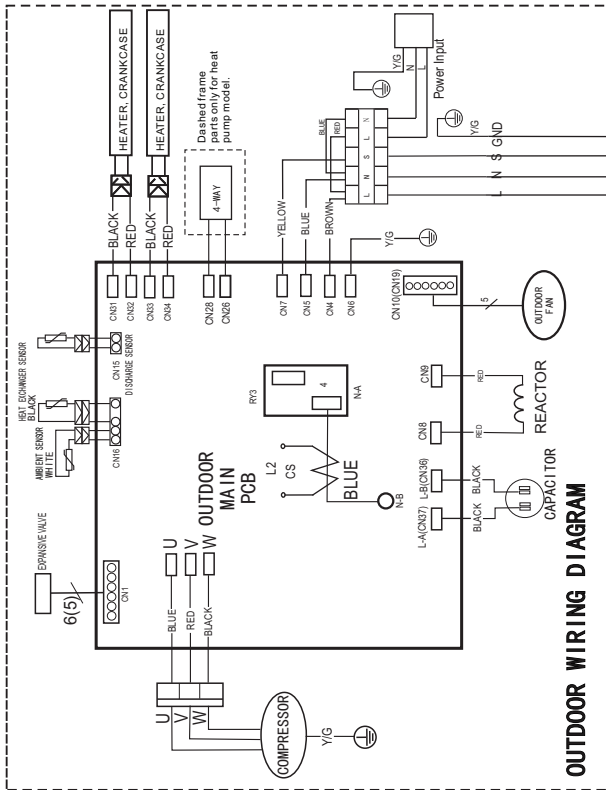 OUTDOOR WIRING DIAGRAM
EXPANSIVE VALVE
6(5)
CN1
AMBIENT SENSOR
WHITE
HEAT EXCHANGER SENSOR
BLACK
CN16
CN15
DISCHARGE SENSOR
HEATER, CRANKCASE
HEATER, CRANKCASE
BLACK
RED
BLACK
RED
CN31
CN32
CN33
CN34
Dashed frame
parts only for heat
pump model.
4-WAY
CN28
CN26
YELLOW
BLUE
BROWN
Y/G
CN7
CN5
CN4
CN6
BLUE
RED
L
N
S
L
N
Y/G
N
L
Power Input
Y/G
L
N
S
GND
CN10(CN19)
5
OUTDOOR
FAN
OUTDOOR
MAIN
PCB
RY3
4
N-A
L2
CS
BLUE
N-B
U
V
W
BLUE
RED
BLACK
U
V
W
COMPRESSOR
Y/G
L-A(CN37)
L-B(CN36)
BLACK
BLACK
CAPACITOR
CN8
CN9
RED
RED
REACTOR